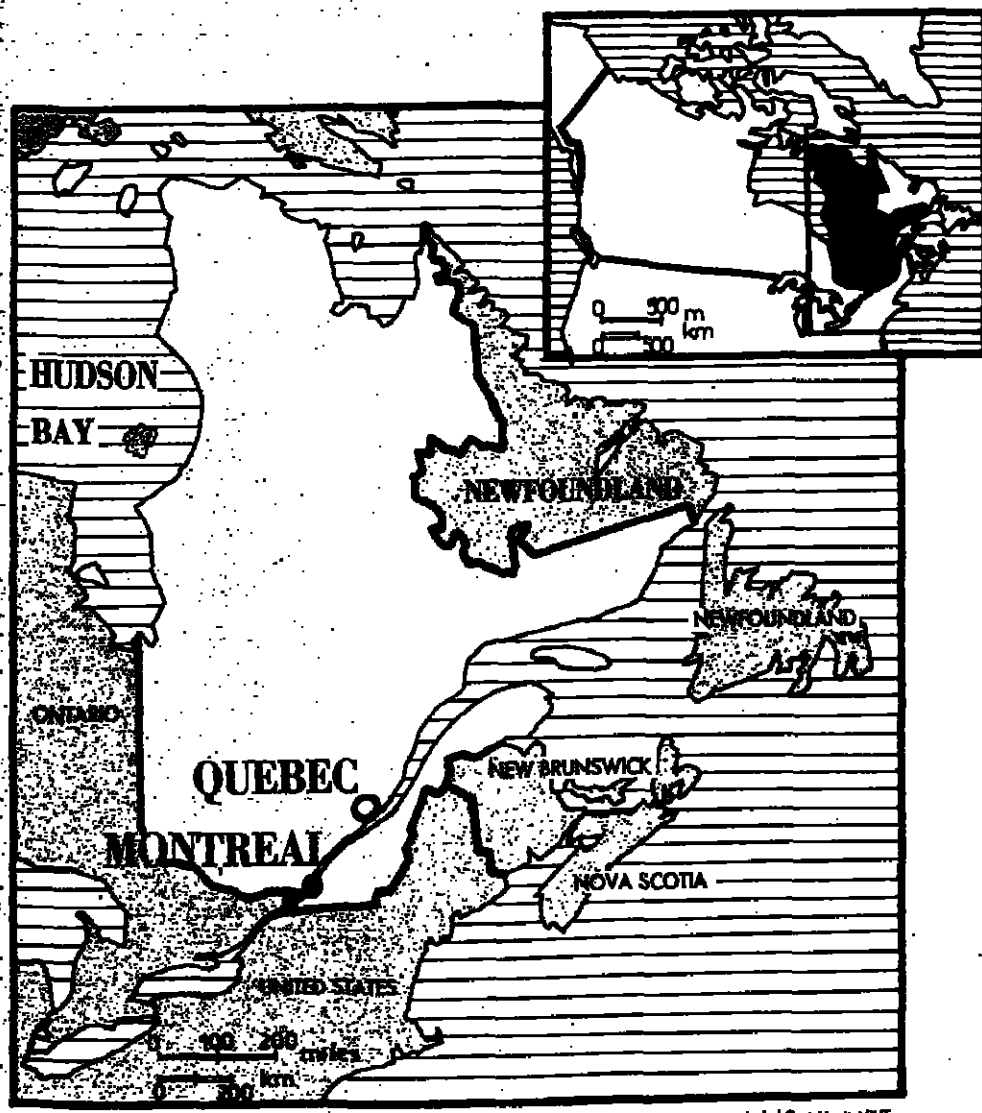 0 500 m
km
0 500
HUDSON
BAY
NEWFOUNDLAND
NEWFOUNDLAND
ONTARIO
QUEBEC
NEW BRUNSWICK
MONTREAL
NOVA SCOTIA
UNITED STATES
0 100 200
miles
km
0 200